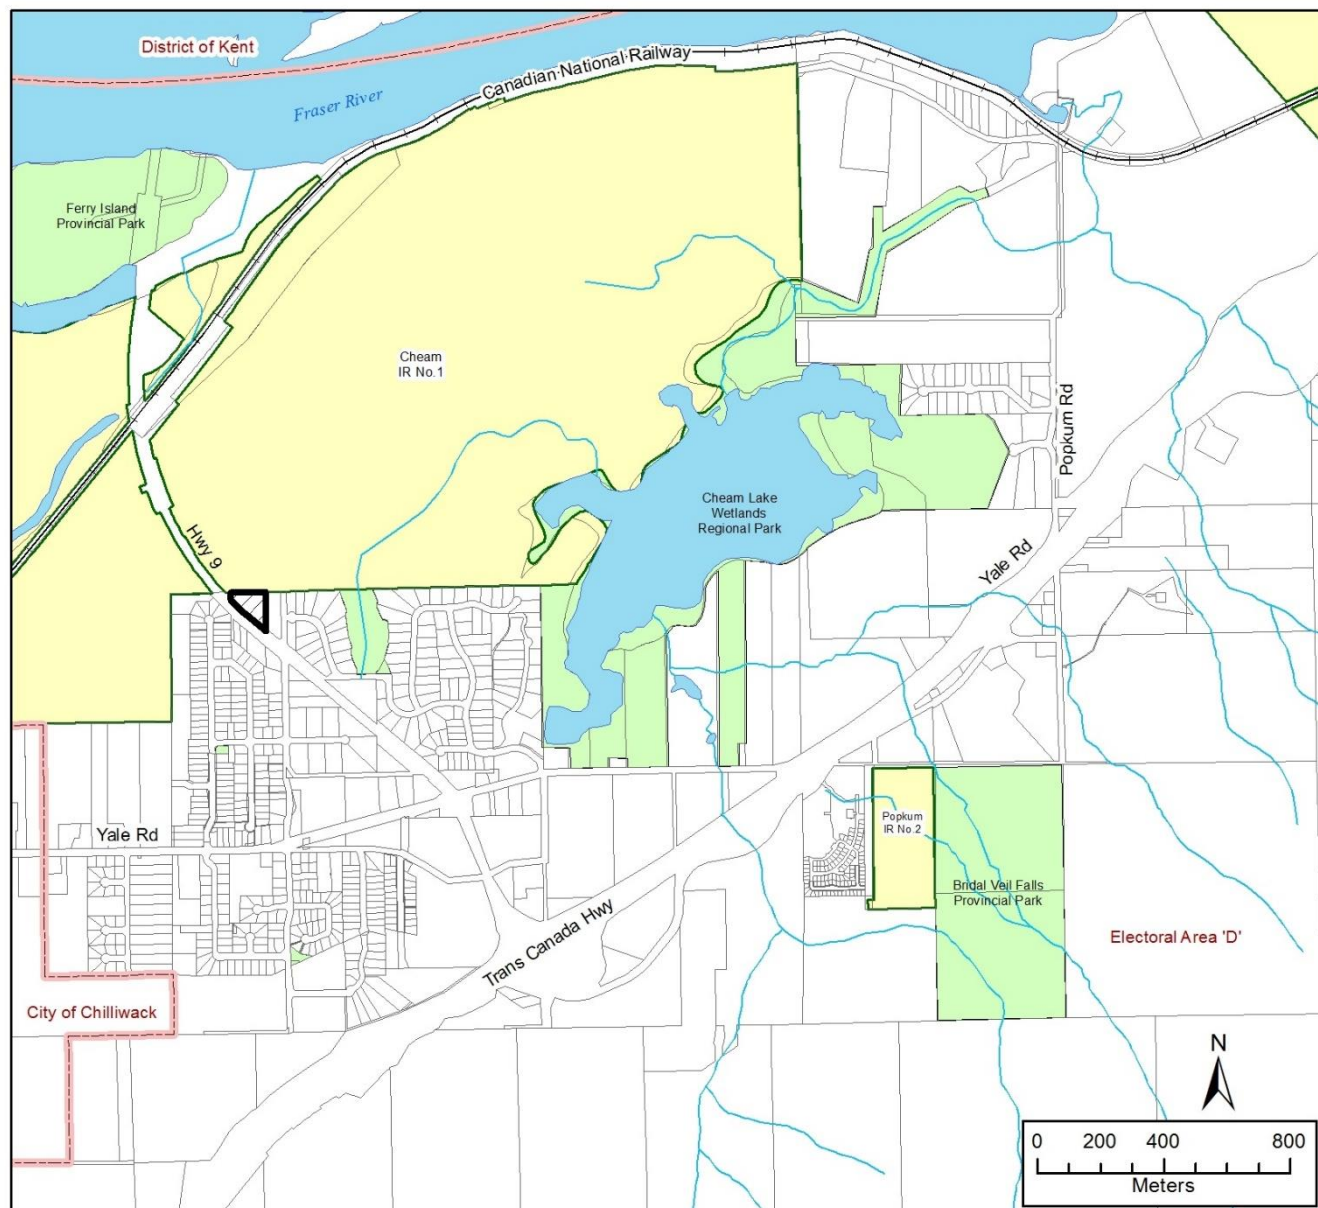 District of Kent
Canadian National Railway
Fraser River
Ferry Island
Provincial Park
Cheam
IR No.1
Popkum Rd
Cheam Lake
Wetlands
Regional Park
Hwy 9
Yale Rd
Yale Rd
Popkum
IR No.2
Bridal Veil Falls
Provincial Park
Trans Canada Hwy
Electoral Area 'D'
City of Chilliwack
N
0 200 400 800
Meters